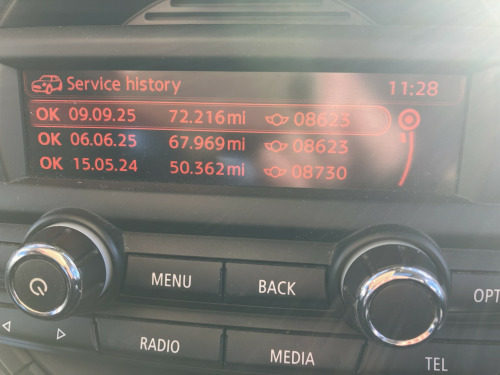 Service history 11:28
OK 09.09.25 72.216mi 08623
OK 06.06.25 67.969mi 08623
OK 15.05.24 50.362mi 08730
MENU BACK OPT
RADIO MEDIA TEL